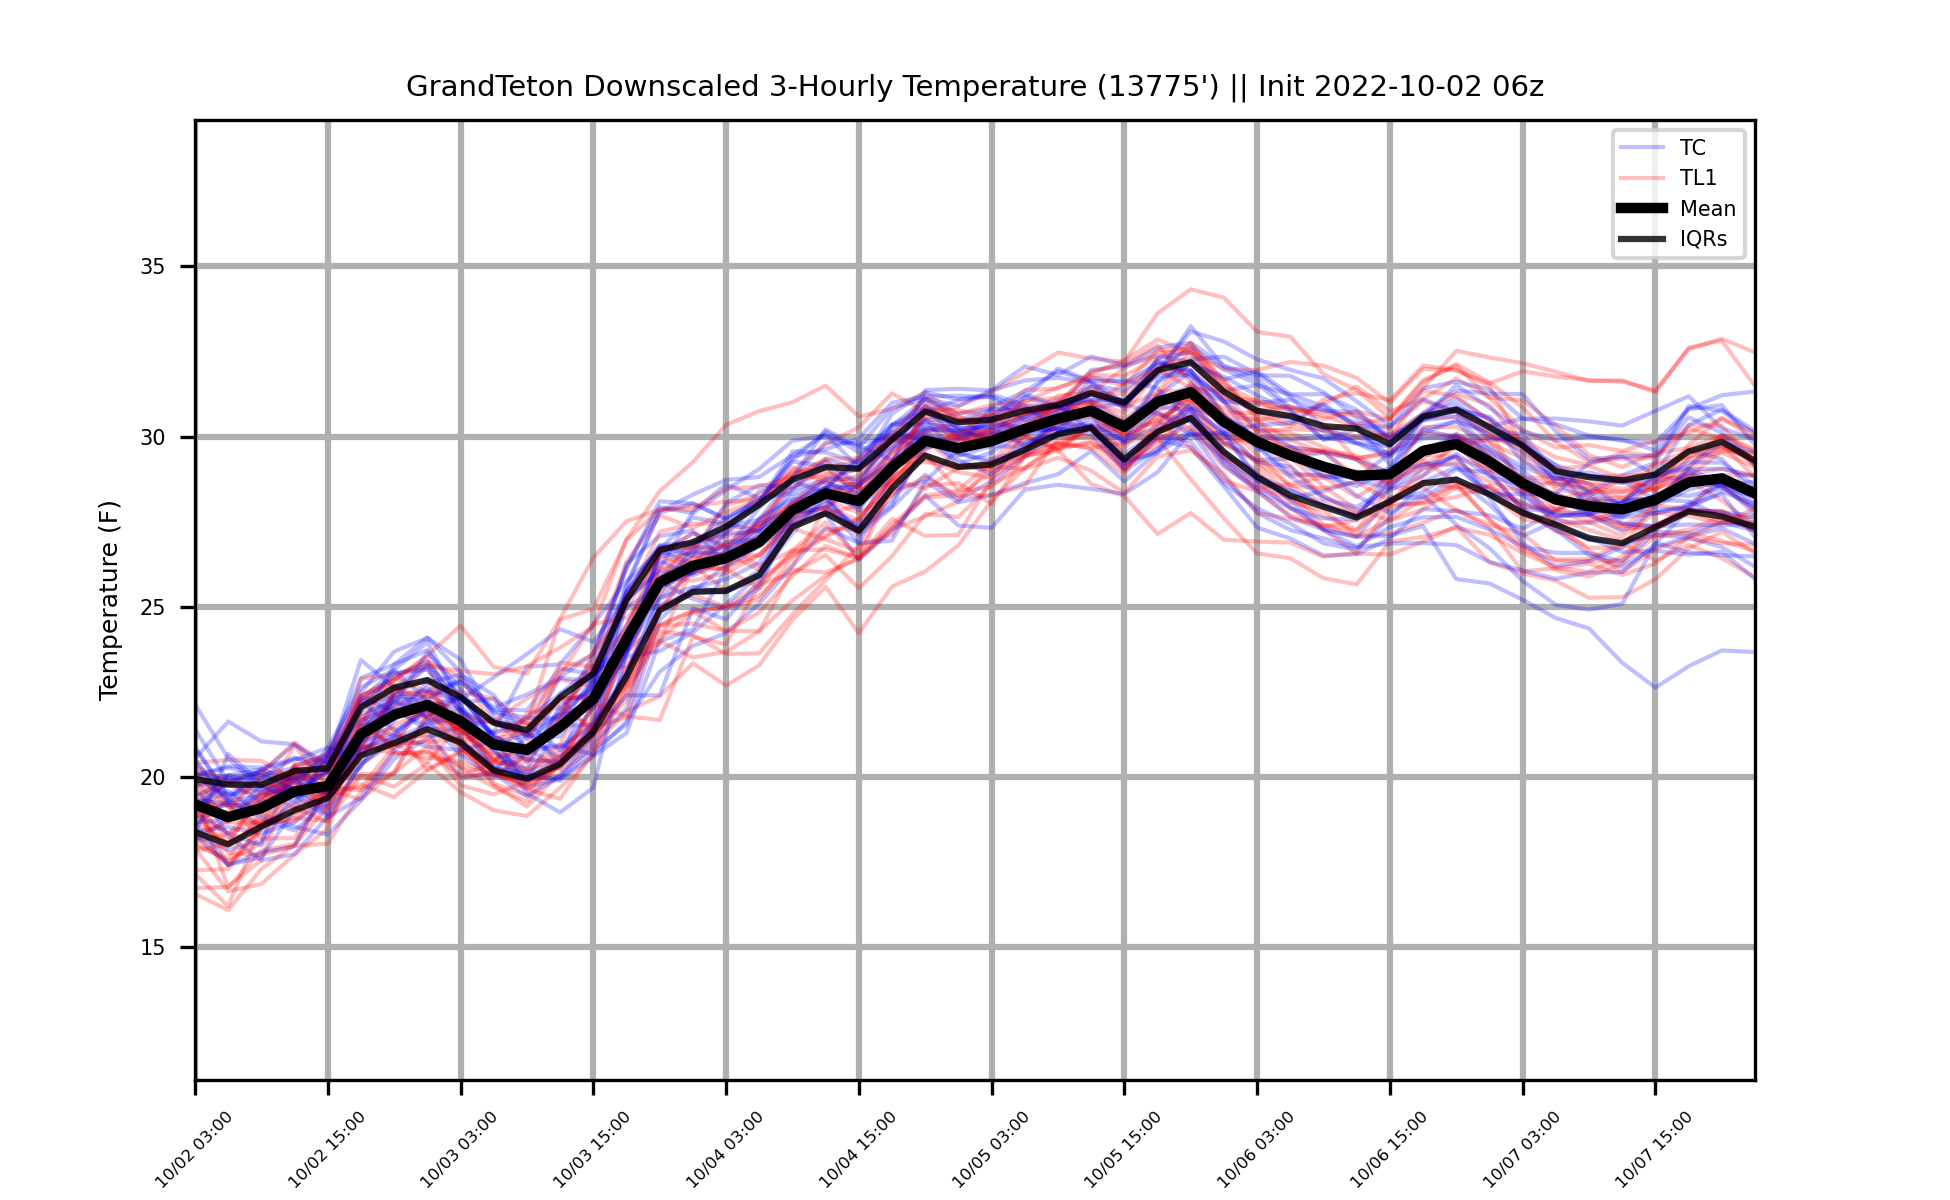 GrandTeton Downscaled 3-Hourly Temperature (13775') || Init 2022-10-02 06z
TC
TL1
Mean
IQRs
Temperature (F)
35
30
25
20
15
10/02 03:00
10/02 15:00
10/03 03:00
10/03 15:00
10/04 03:00
10/04 15:00
10/05 03:00
10/05 15:00
10/06 03:00
10/06 15:00
10/07 03:00
10/07 15:00